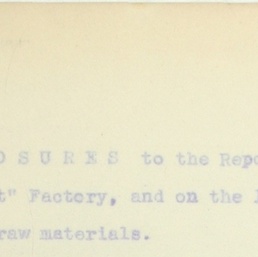 O S U R E S to the Repo
t" Factory, and on the
raw materials.